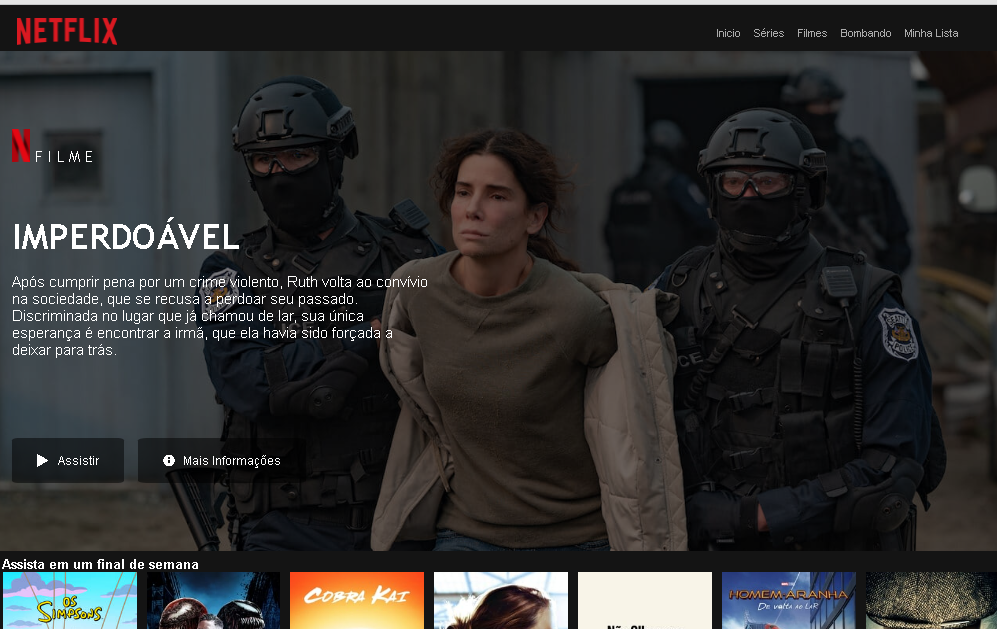 NETFLIX
Inicio Séries Filmes Bombando Minha Lista
N FILME
IMPERDOÁVEL
Após cumprir pena por um crime violento, Ruth volta ao convívio
na sociedade, que se recusa a perdoar seu passado.
Discriminada no lugar que já chamou de lar, sua única
esperança é encontrar a irmã, que ela havia sido forçada a
deixar para trás.
Assistir Mais Informações
Assista em um final de semana
OS
SIMPSONS
COBRA KAI
HOMEM-ARANHA
De volta ao LAR